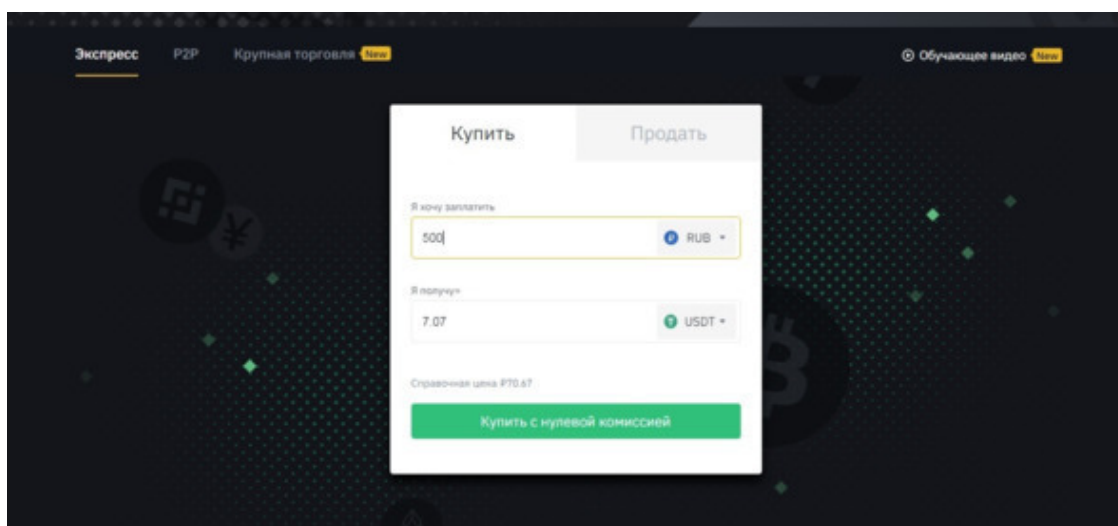 Экспресс P2P Крупная торговля New
Обучающее видео New
Купить Продать
Я хочу заплатить
500 RUB
Я получу≈
7.07 USDT
Справочная цена ₽70.67
Купить с нулевой комиссией